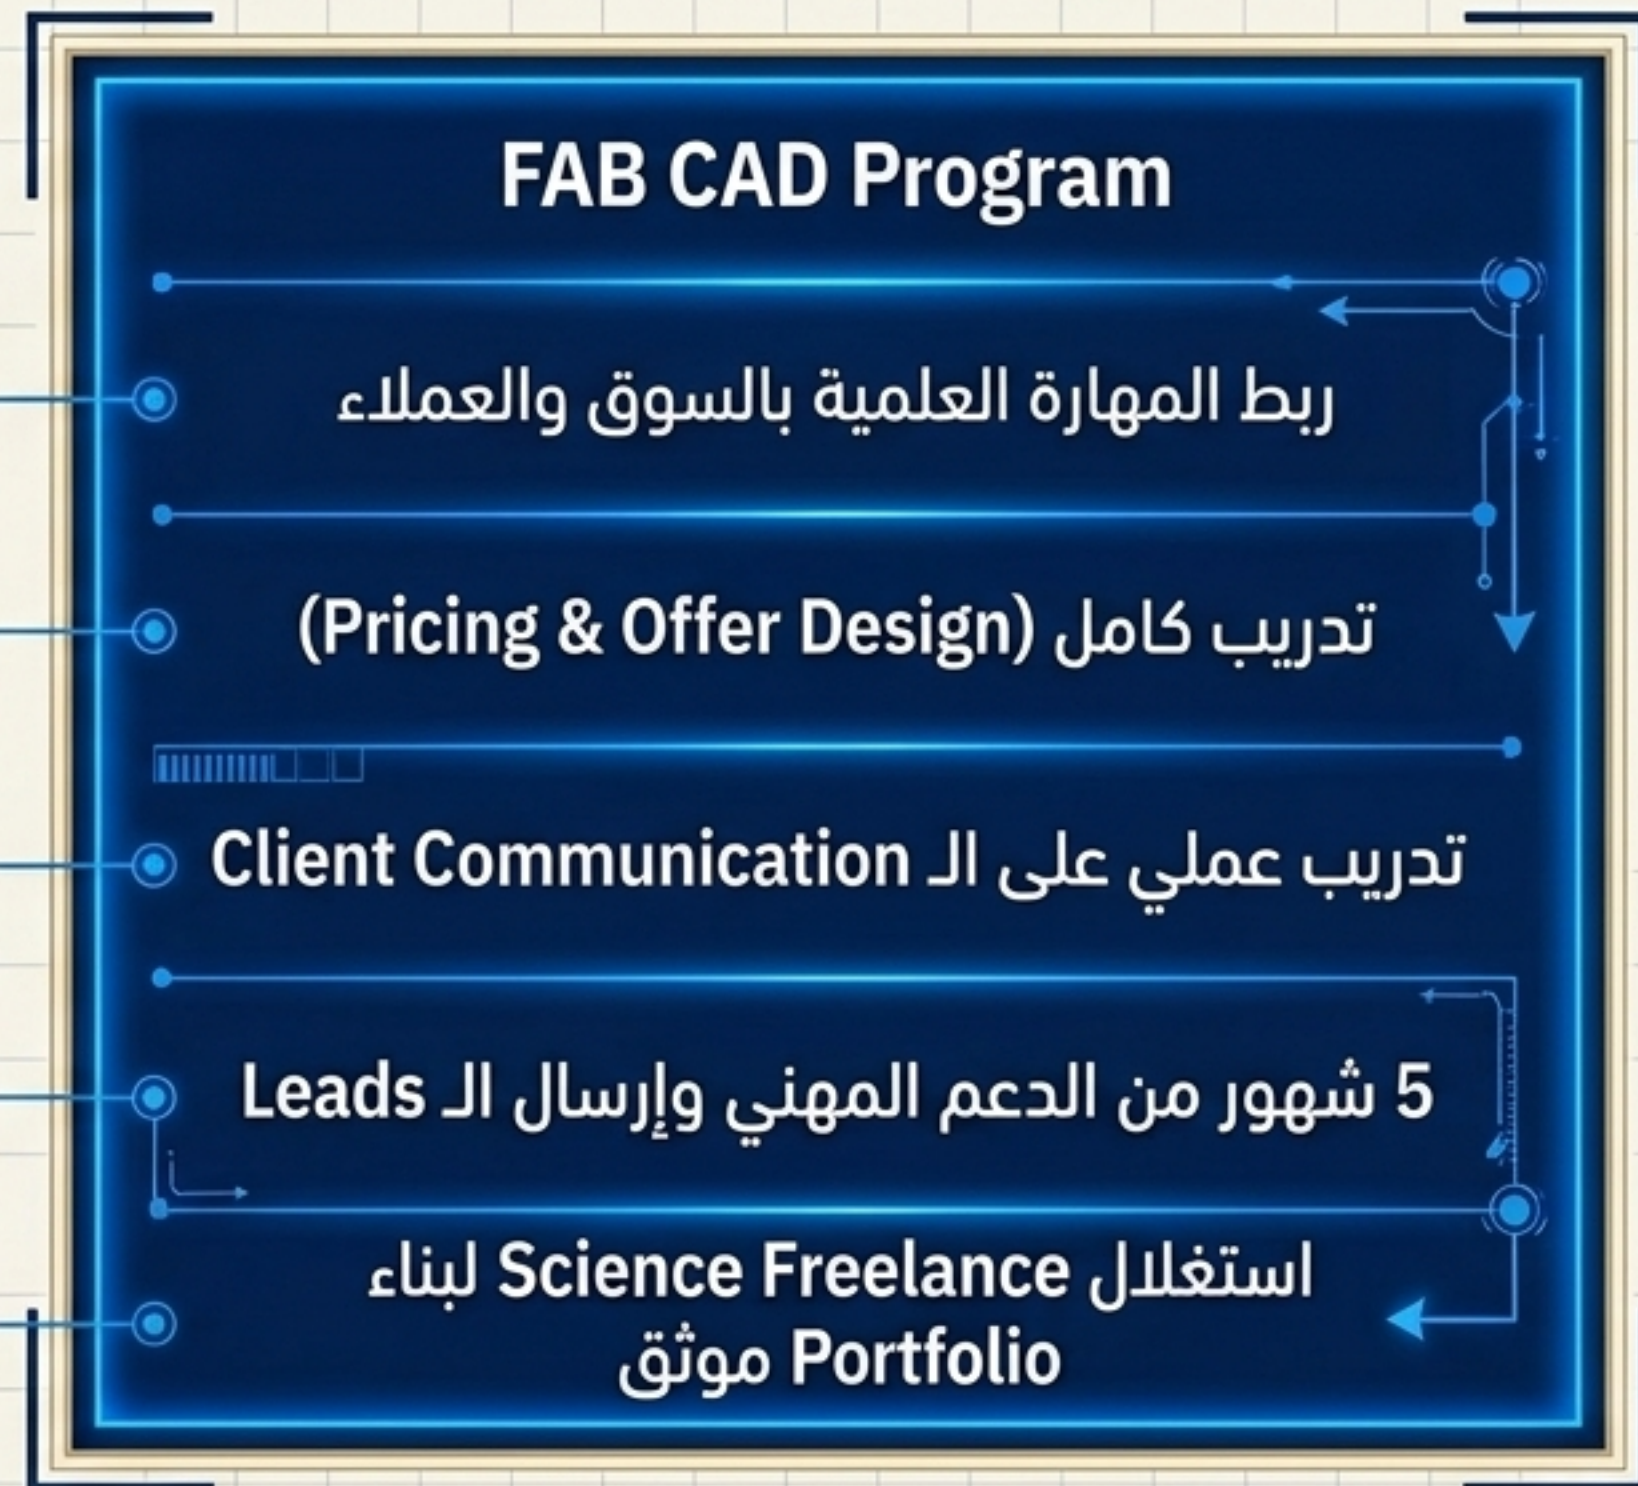 FAB CAD Program
ربط المهارة العلمية بالسوق والعملاء
تدريب كامل (Pricing & Offer Design)
تدريب عملي على الـ Client Communication
5 شهور من الدعم المهني وإرسال الـ Leads
استغلال Science Freelance لبناء
Portfolio موثق